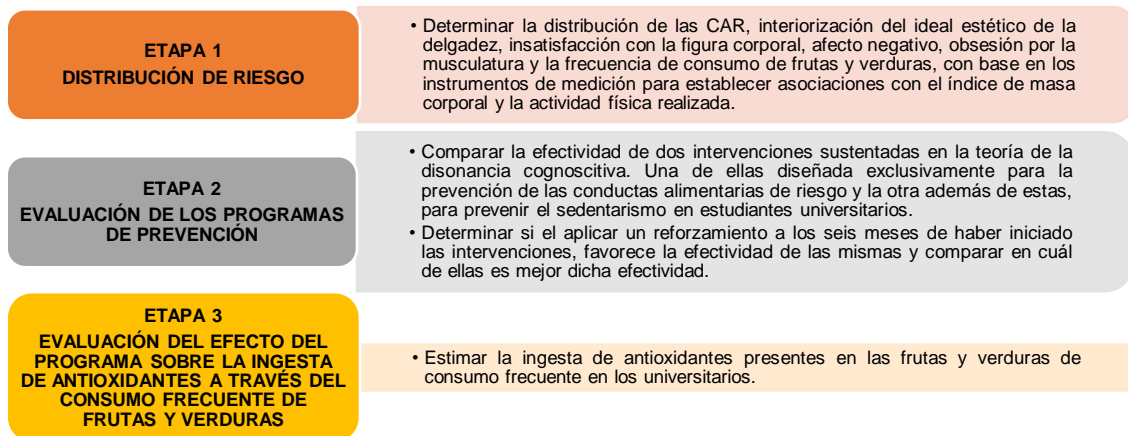 ETAPA 1
DISTRIBUCIÓN DE RIESGO
• Determinar la distribución de las CAR, interiorización del ideal estético de la
delgadez, insatisfacción con la figura corporal, afecto negativo, obsesión por la
musculatura y la frecuencia de consumo de frutas y verduras, con base en los
instrumentos de medición para establecer asociaciones con el índice de masa
corporal y la actividad física realizada.
ETAPA 2
EVALUACIÓN DE LOS PROGRAMAS
DE PREVENCIÓN
• Comparar la efectividad de dos intervenciones sustentadas en la teoría de la
disonancia cognoscitiva. Una de ellas diseñada exclusivamente para la
prevención de las conductas alimentarias de riesgo y la otra además de estas,
para prevenir el sedentarismo en estudiantes universitarios.
• Determinar si el aplicar un reforzamiento a los seis meses de haber iniciado
las intervenciones, favorece la efectividad de las mismas y comparar en cuál
de ellas es mejor dicha efectividad.
ETAPA 3
EVALUACIÓN DEL EFECTO DEL
PROGRAMA SOBRE LA INGESTA
DE ANTIOXIDANTES A TRAVÉS DEL
CONSUMO FRECUENTE DE
FRUTAS Y VERDURAS
• Estimar la ingesta de antioxidantes presentes en las frutas y verduras de
consumo frecuente en los universitarios.